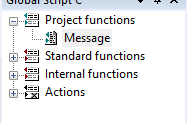 Global Script C
Project functions
Message
Standard functions
Internal functions
Actions